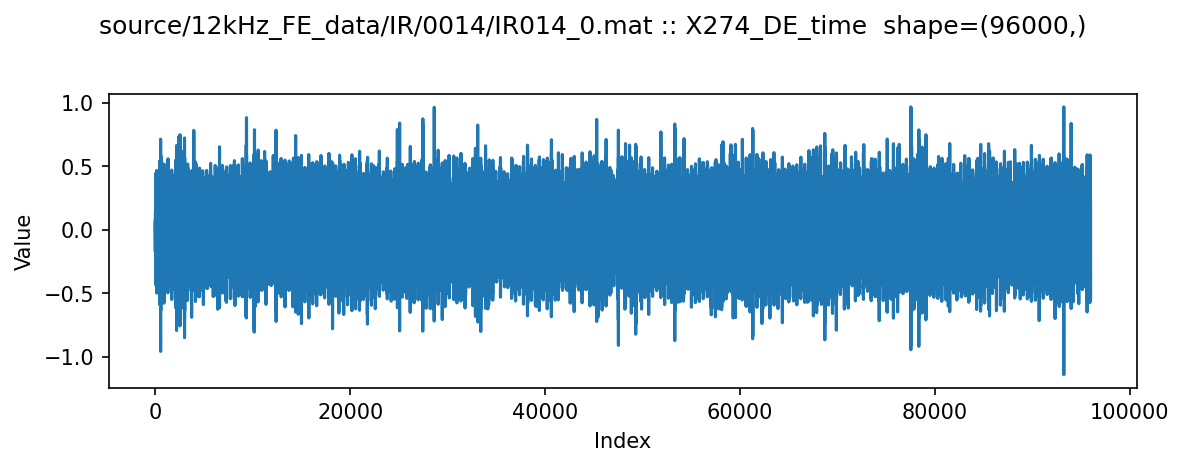 source/12kHz_FE_data/IR/0014/IR014_0.mat :: X274_DE_time  shape=(96000,)
1.0
0.5
0.0
−0.5
−1.0
Value
0 20000 40000 60000 80000 100000
Index